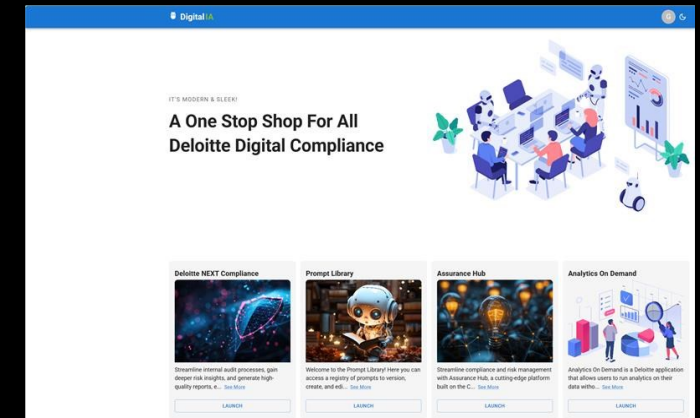 DigitalIA
G
IT'S MODERN & SLEEK!
A One Stop Shop For All
Deloitte Digital Compliance
Deloitte NEXT Compliance
Streamline internal audit processes, gain
deeper risk insights, and generate high-
quality reports, e... See More
LAUNCH
Prompt Library
Welcome to the Prompt Library! Here you can
access a registry of prompts to version,
create, and edi... See More
LAUNCH
Assurance Hub
Streamline compliance and risk management
with Assurance Hub, a cutting-edge platform
built on the C... See More
LAUNCH
Analytics On Demand
Analytics On Demand is a Deloitte application
that allows users to run analytics on their
data witho... See More
LAUNCH